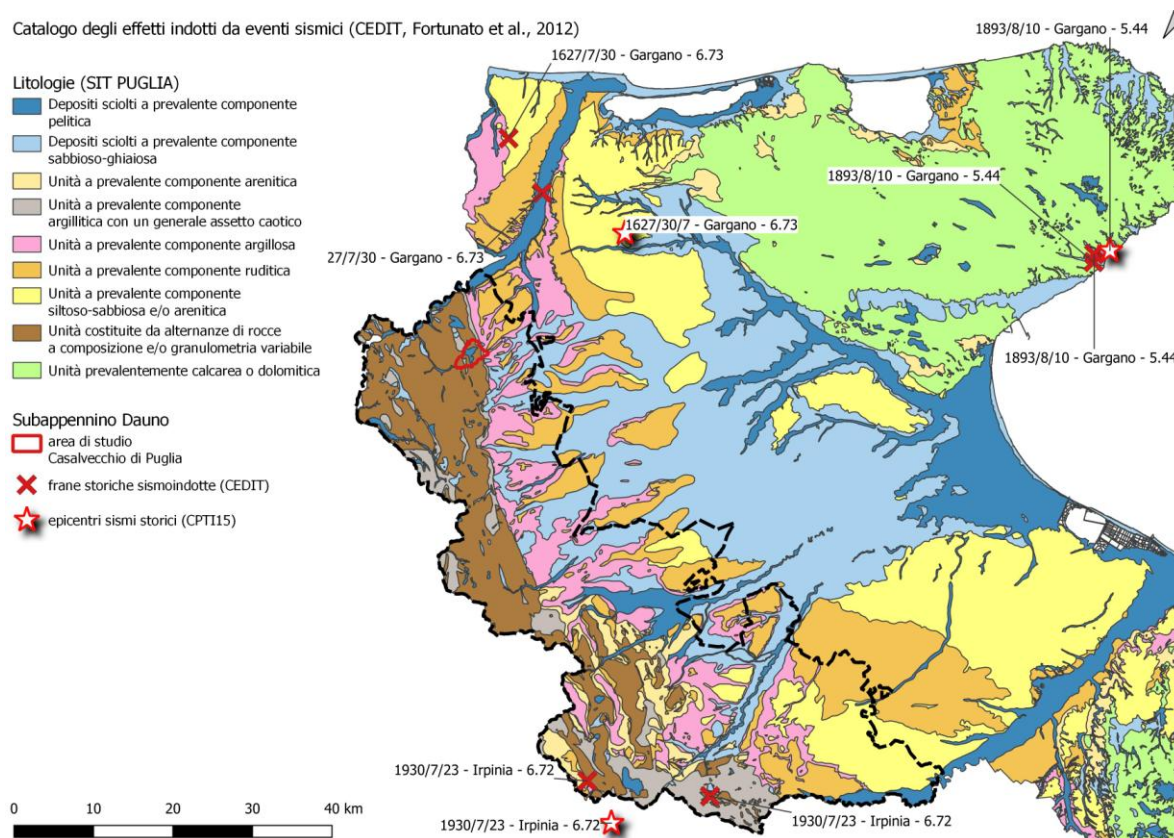 Catalogo degli effetti indotti da eventi sismici (CEDIT, Fortunato et al., 2012)
Litologie (SIT PUGLIA)
Depositi sciolti a prevalente componente
pelitica
Depositi sciolti a prevalente componente
sabbioso-ghiaiosa
Unità a prevalente componente arenitica
Unità a prevalente componente
argillitica con un generale assetto caotico
Unità a prevalente componente argillosa
Unità a prevalente componente ruditica
Unità a prevalente componente
siltoso-sabbiosa e/o arenitica
Unità costituite da alternanze di rocce
a composizione e/o granulometria variabile
Unità prevalentemente calcarea o dolomitica
Subappennino Dauno
area di studio
Casalvecchio di Puglia
frane storiche sismoindotte (CEDIT)
epicentri sismi storici (CPTI15)
0 10 20 30 40 km
1893/8/10 - Gargano - 5.44
1627/7/30 - Gargano - 6.73
1893/8/10 - Gargano - 5.44
1627/30/7 - Gargano - 6.73
27/7/30 - Gargano - 6.73
1893/8/10 - Gargano - 5.44
1930/7/23 - Irpinia - 6.72
1930/7/23 - Irpinia - 6.72
1930/7/23 - Irpinia - 6.72